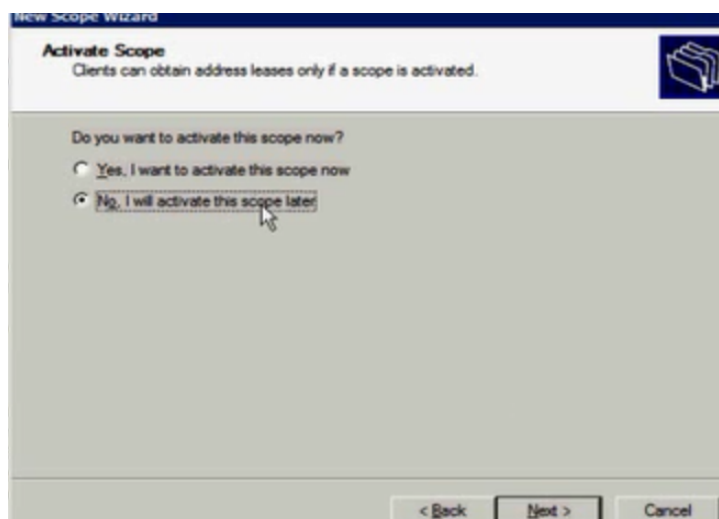 New Scope Wizard
Activate Scope
Clients can obtain address leases only if a scope is activated.
Do you want to activate this scope now?
Yes, I want to activate this scope now
No, I will activate this scope later
< Back
Next >
Cancel